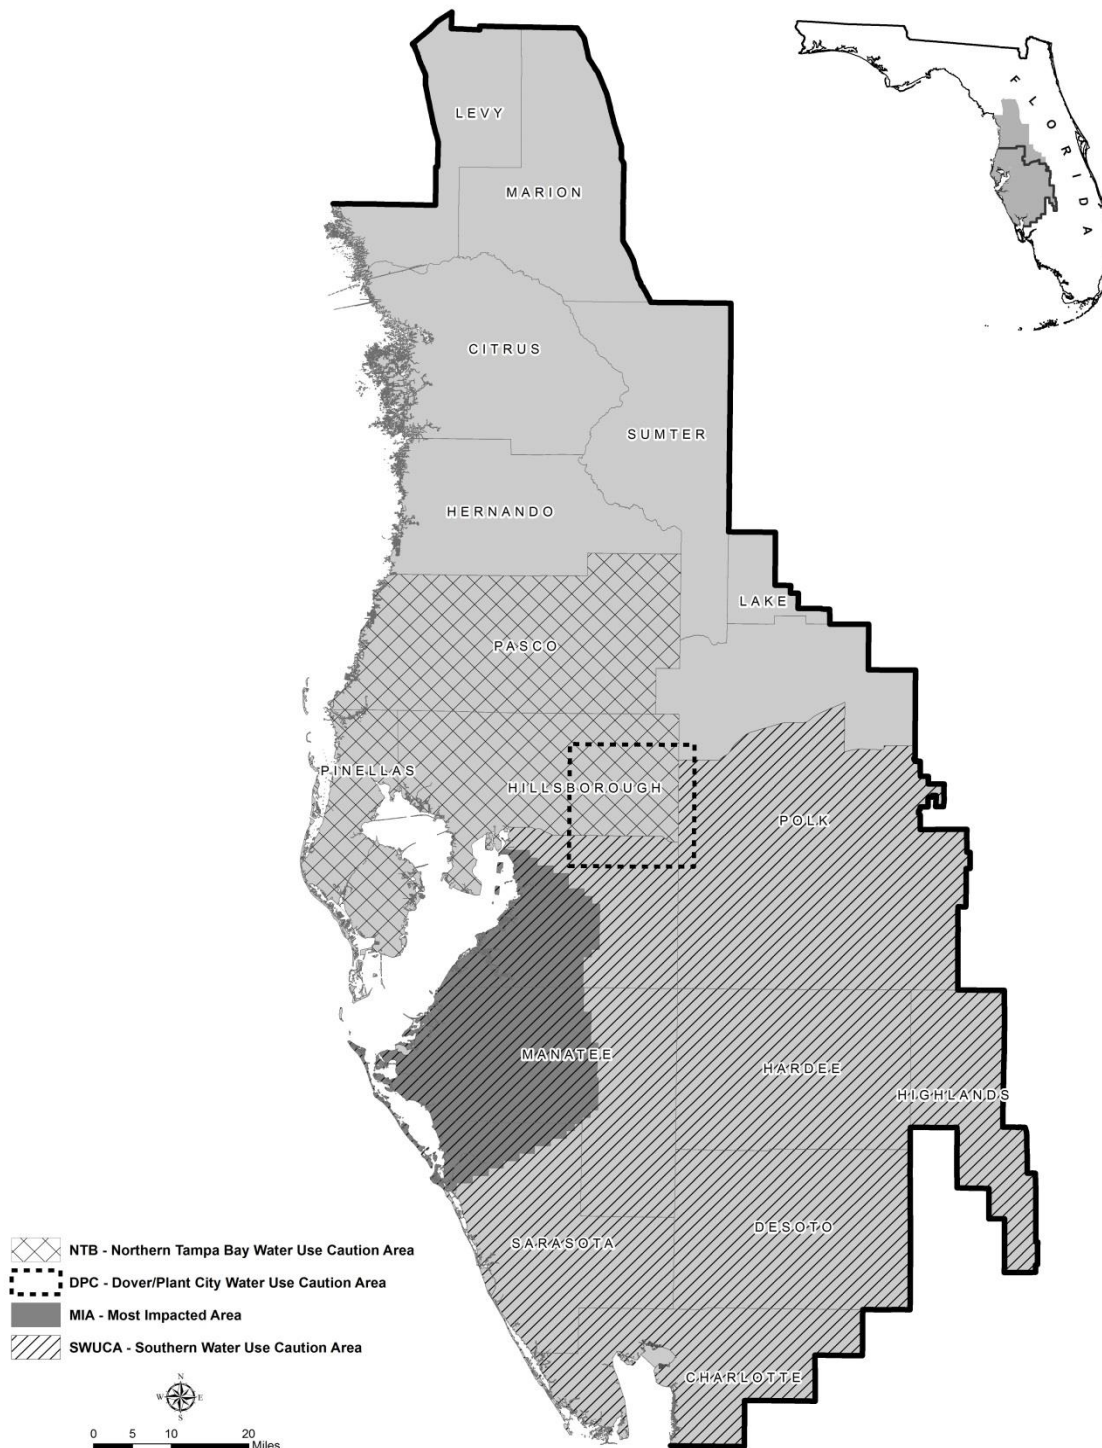 FLORIDA
LEVY
MARION
CITRUS
SUMTER
HERNANDO
LAKE
PASCO
PINELLAS
HILLSBOROUGH
POLK
MANATEE
HARDEE
HIGHLANDS
DESOTO
SARASOTA
CHARLOTTE
NTB - Northern Tampa Bay Water Use Caution Area
DPC - Dover/Plant City Water Use Caution Area
MIA - Most Impacted Area
SWUCA - Southern Water Use Caution Area
N
W E
S
0 5 10 20
Miles